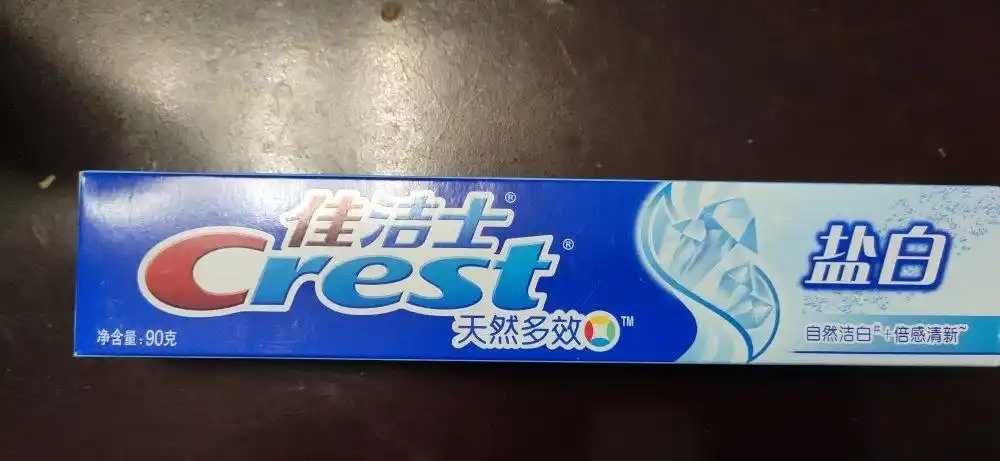 佳洁士®
Crest®
天然多效™
净含量:90克
盐白
自然洁白#+倍感清新~